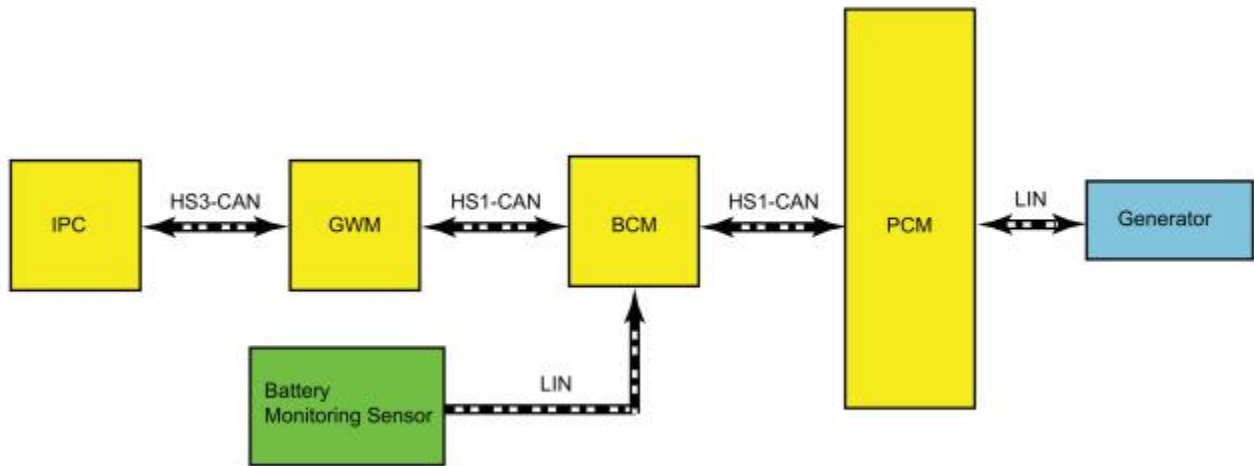 HS3-CAN
HS1-CAN
HS1-CAN
LIN
IPC
GWM
BCM
PCM
Generator
Battery
Monitoring Sensor
LIN